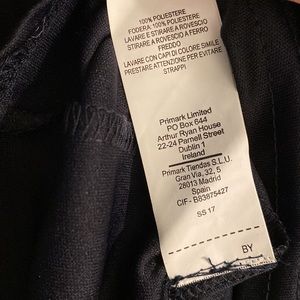 100% POLIESTERE
FODERA: 100% POLIESTERE
LAVARE E STIRARE A ROVESCIO
STIRARE A ROVESCIO A FERRO
FREDDO
LAVARE CON CAPI DI COLORE SIMILE
PRESTARE ATTENZIONE PER EVITARE
STRAPPI
Primark Limited
PO Box 644
Arthur Ryan House
22-24 Parnell Street
Dublin 1
Ireland
Primark Tiendas S.L.U.
Gran Via, 32, 5
28013 Madrid
Spain
CIF - B83875427
SS 17
BY